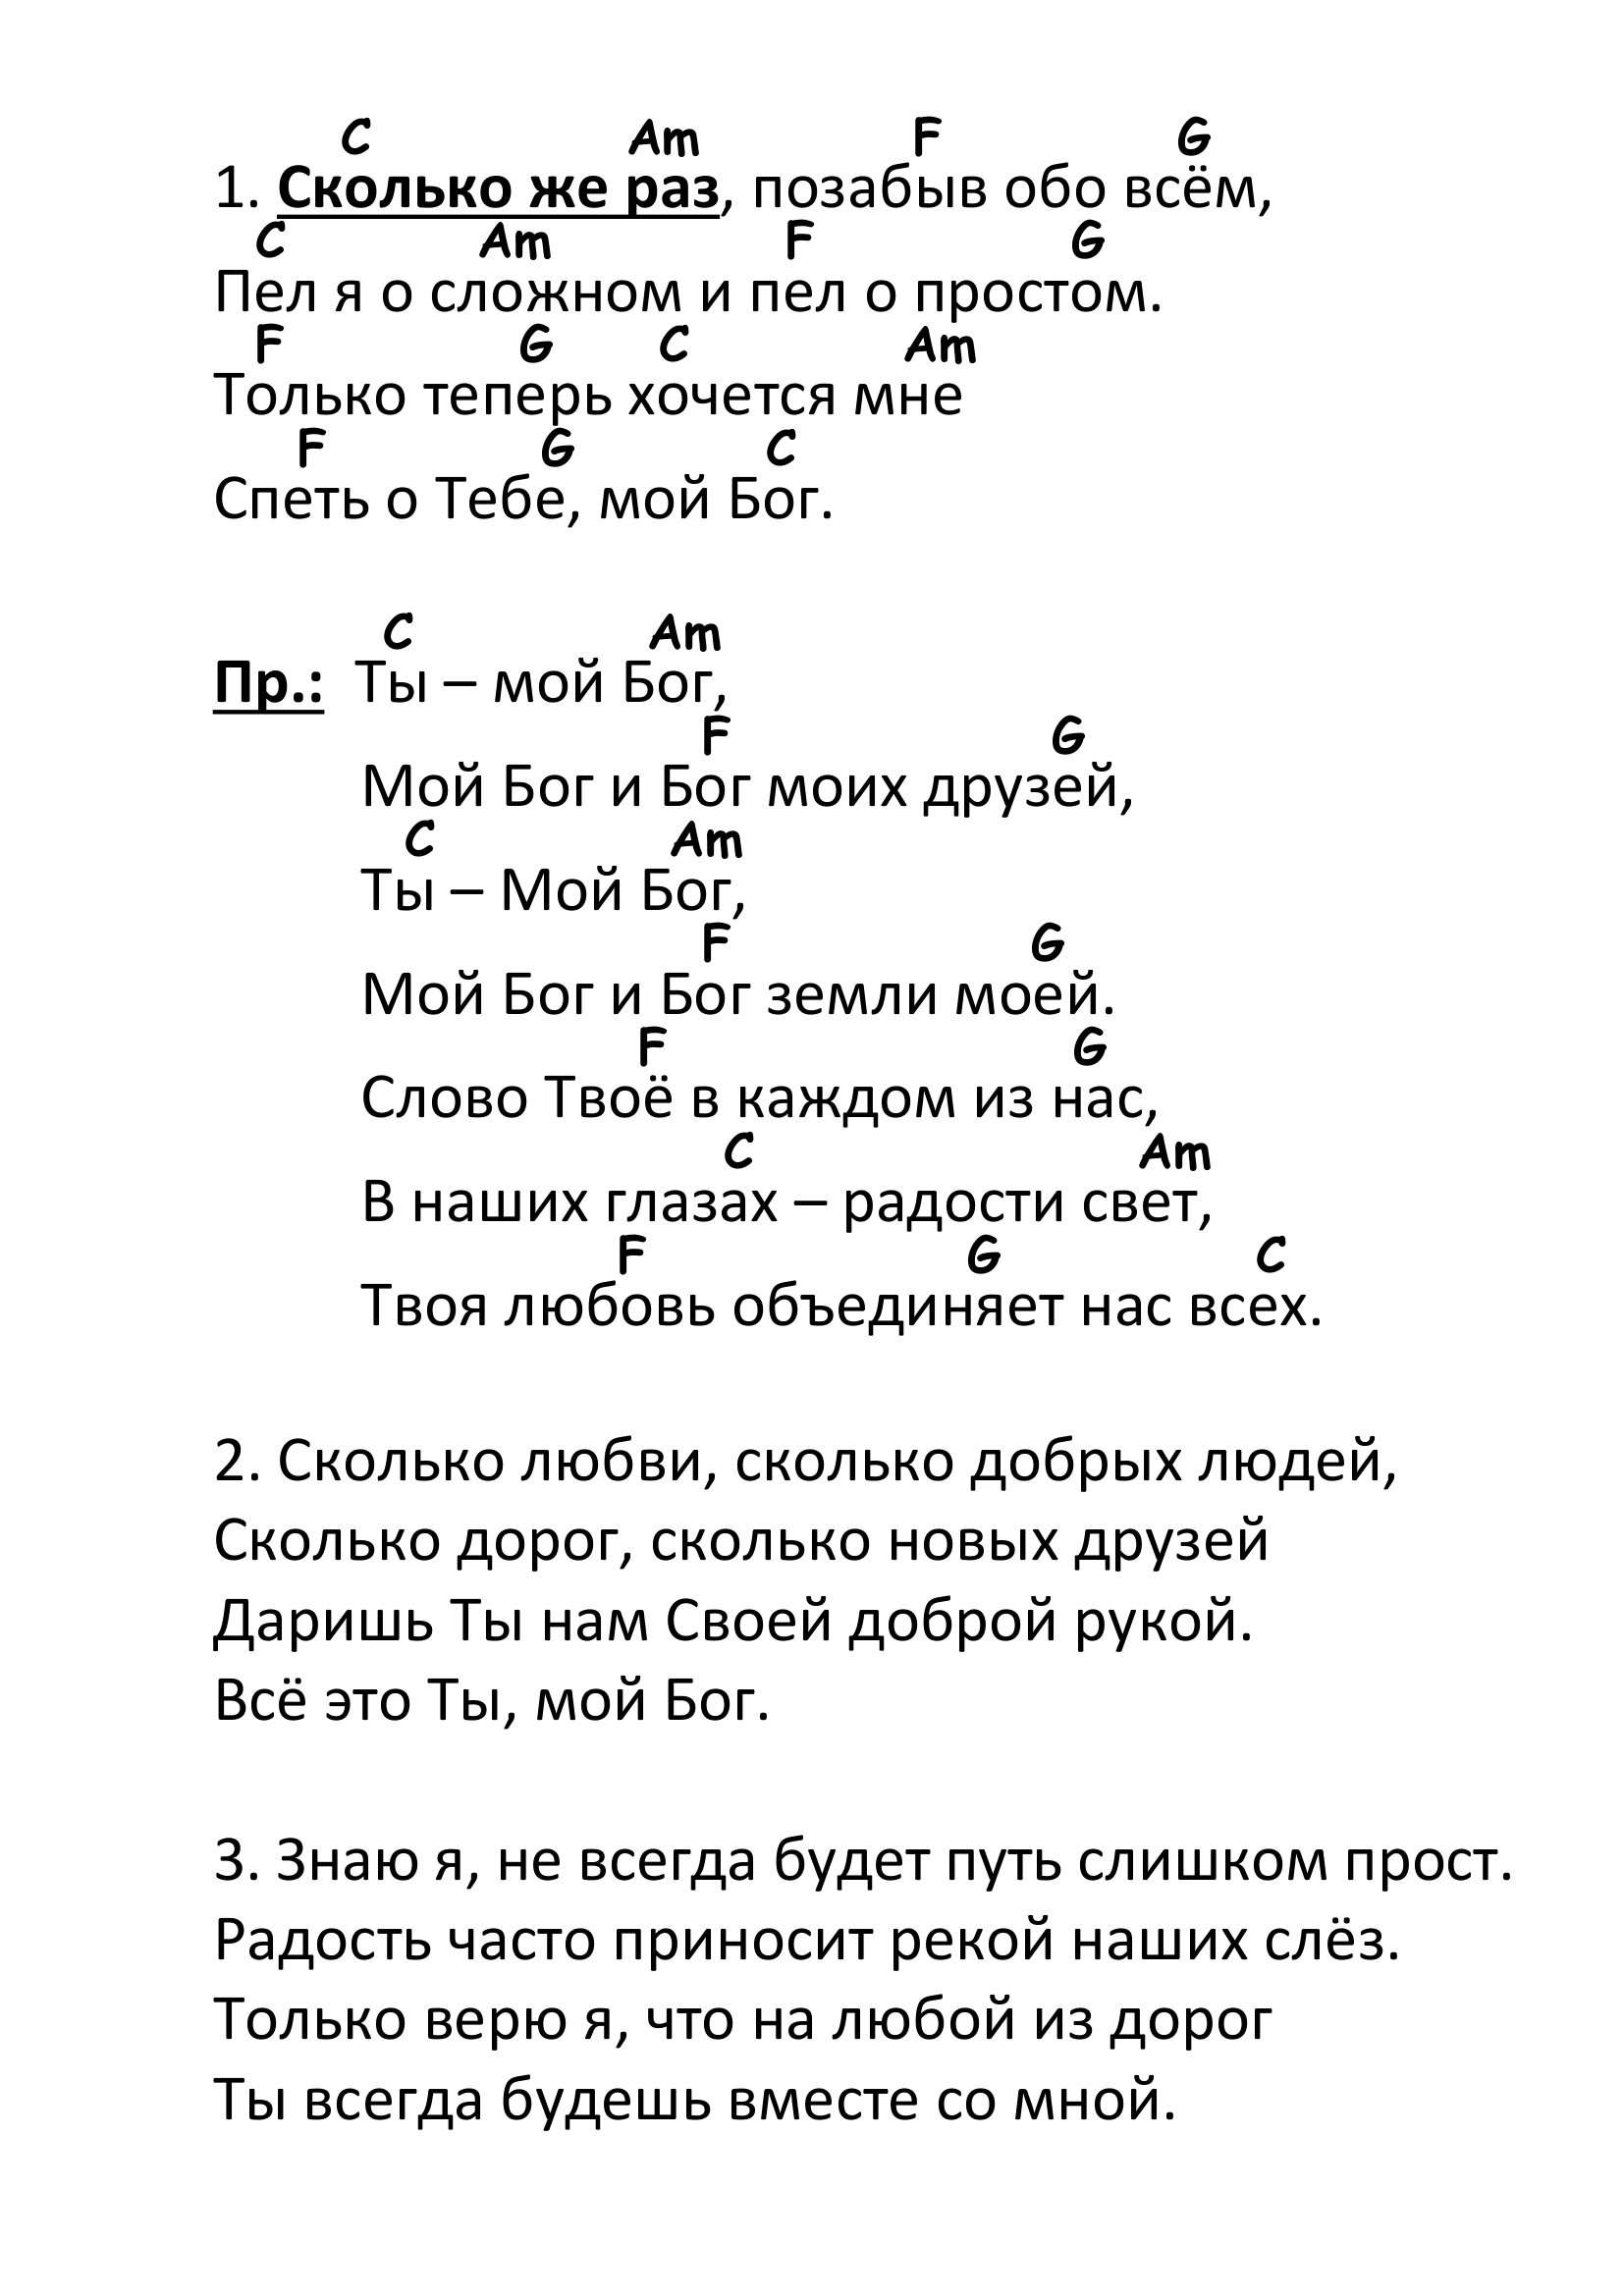 C Am F G
1. Сколько же раз, позабыв обо всём,
C Am F G
Пел я о сложном и пел о простом.
F G C Am
Только теперь хочется мне
F G C
Спеть о Тебе, мой Бог.
C Am
Пр.: Ты – мой Бог,
F G
Мой Бог и Бог моих друзей,
C Am
Ты – Мой Бог,
F G
Мой Бог и Бог земли моей.
F G
Слово Твоё в каждом из нас,
C Am
В наших глазах – радости свет,
F G C
Твоя любовь объединяет нас всех.
2. Сколько любви, сколько добрых людей,
Сколько дорог, сколько новых друзей
Даришь Ты нам Своей доброй рукой.
Всё это Ты, мой Бог.
3. Знаю я, не всегда будет путь слишком прост.
Радость часто приносит рекой наших слёз.
Только верю я, что на любой из дорог
Ты всегда будешь вместе со мной.